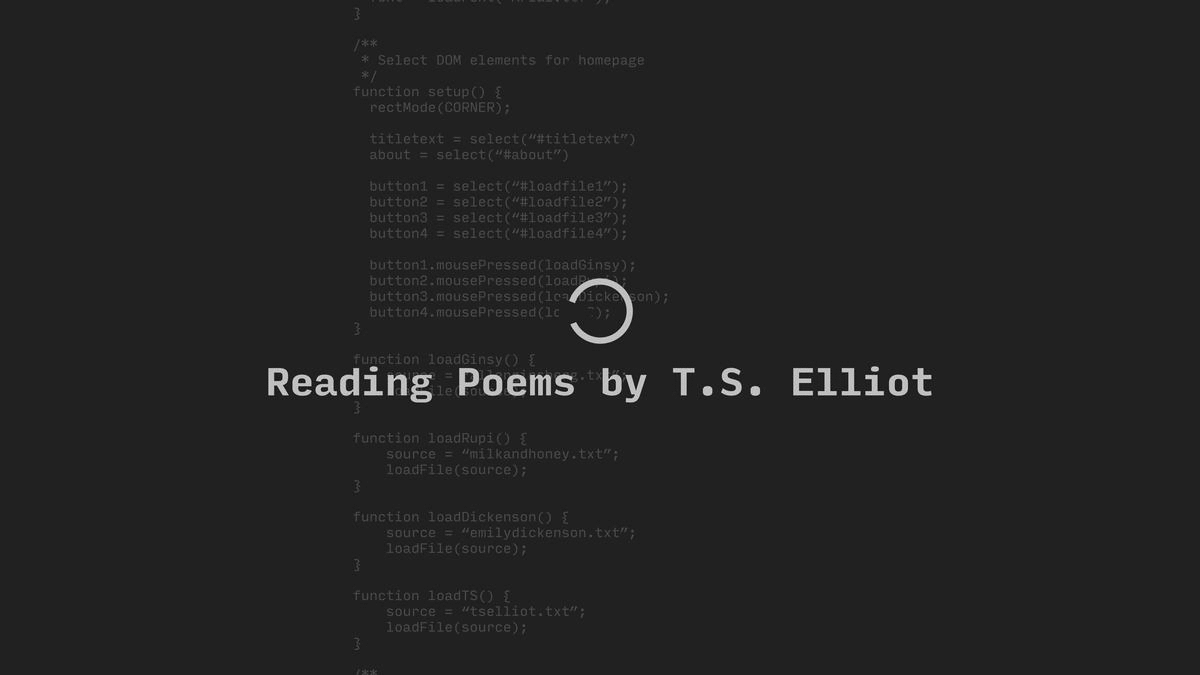 }
/**
* Select DOM elements for homepage
*/
function setup() {
rectMode(CORNER);
titletext = select(“#titletext”)
about = select(“#about”)
button1 = select(“#loadfile1”);
button2 = select(“#loadfile2”);
button3 = select(“#loadfile3”);
button4 = select(“#loadfile4”);
button1.mousePressed(loadGinsy);
button2.mousePressed(
button3.mousePressed(
button4.mousePressed(
}
function loadGinsy() {
Reading Poems by T.S. Elliot
}
function loadRupi() {
source = “milkandhoney.txt”;
loadFile(source);
}
function loadDickenson() {
source = “emilydickenson.txt”;
loadFile(source);
}
function loadTS() {
source = “tselliot.txt”;
loadFile(source);
}
/**